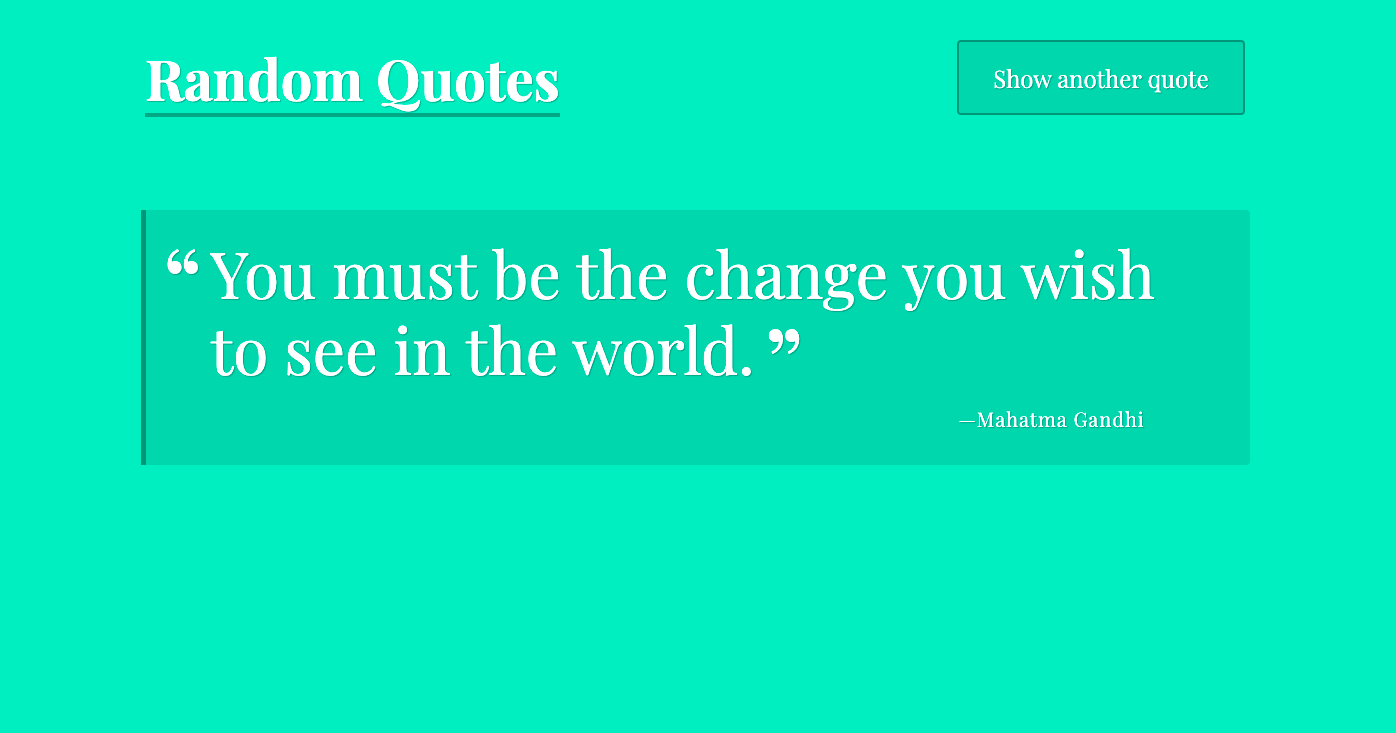 Random Quotes
Show another quote
“ You must be the change you wish
to see in the world. ”
—Mahatma Gandhi